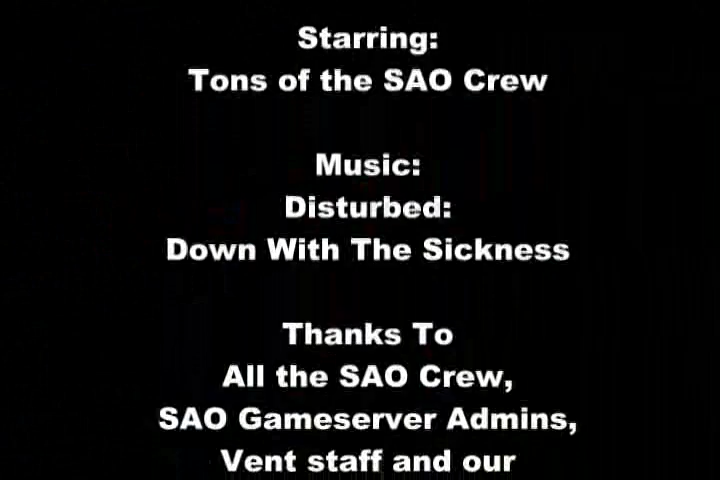 Starring:
Tons of the SAO Crew
Music:
Disturbed:
Down With The Sickness
Thanks To
All the SAO Crew,
SAO Gameserver Admins,
Vent staff and our